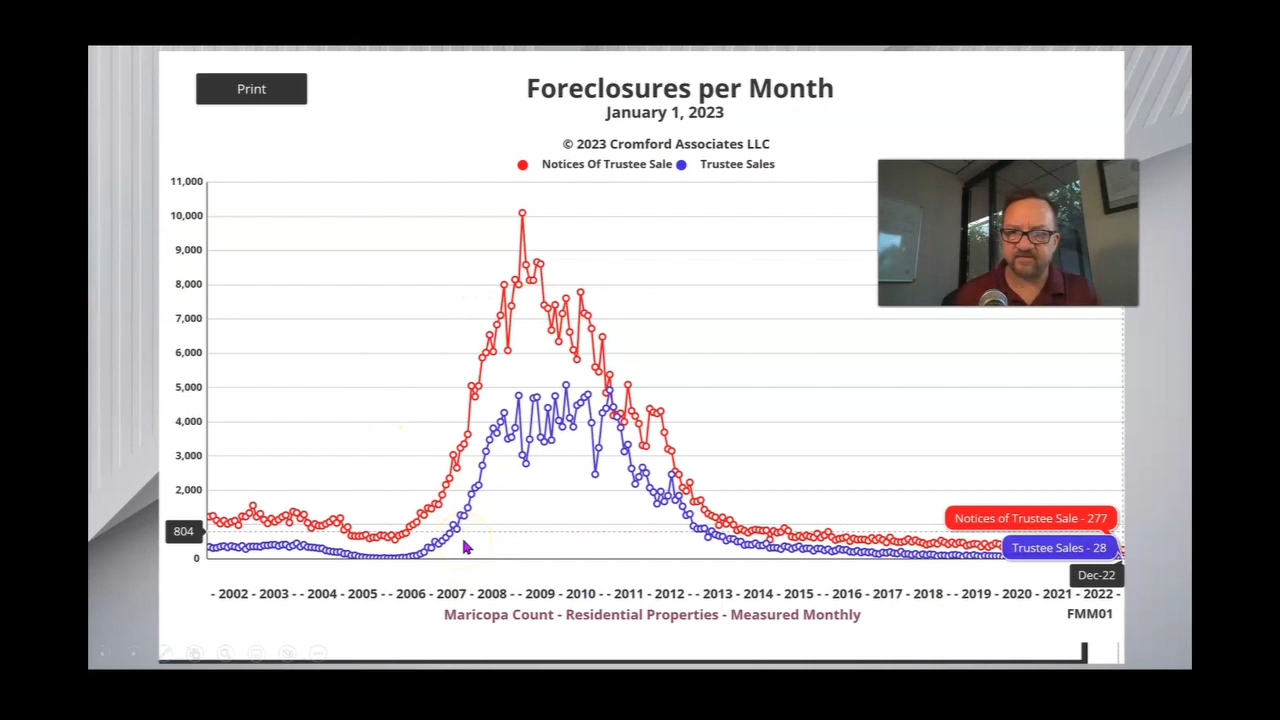 Print
Foreclosures per Month
January 1, 2023
© 2023 Cromford Associates LLC
Notices Of Trustee Sale Trustee Sales
11,000
10,000
9,000
8,000
7,000
6,000
5,000
4,000
3,000
2,000
804
0
Notices of Trustee Sale - 277
Trustee Sales - 28
Dec-22
- 2002 - 2003 - - 2004 - 2005 - - 2006 - 2007 - 2008 - - 2009 - 2010 - - 2011 - 2012 - - 2013 - 2014 - 2015 - - 2016 - 2017 - 2018 - - 2019 - 2020 - 2021 - 2022 -
Maricopa Count - Residential Properties - Measured Monthly
FMM01